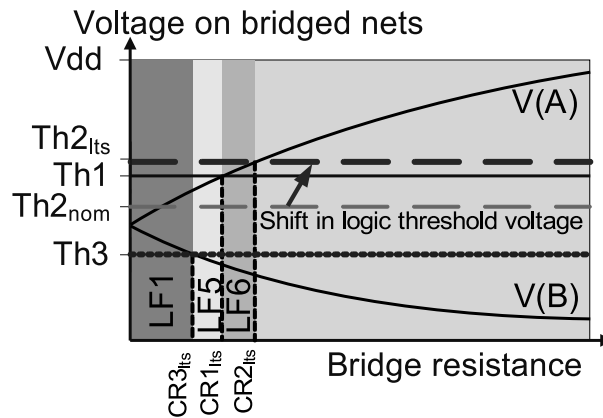 Voltage on bridged nets
Vdd
V(A)
Th2lts
Th1
Th2nom
Shift in logic threshold voltage
Th3
LF1
LF5
LF6
V(B)
CR3lts
CR1lts
CR2lts
Bridge resistance